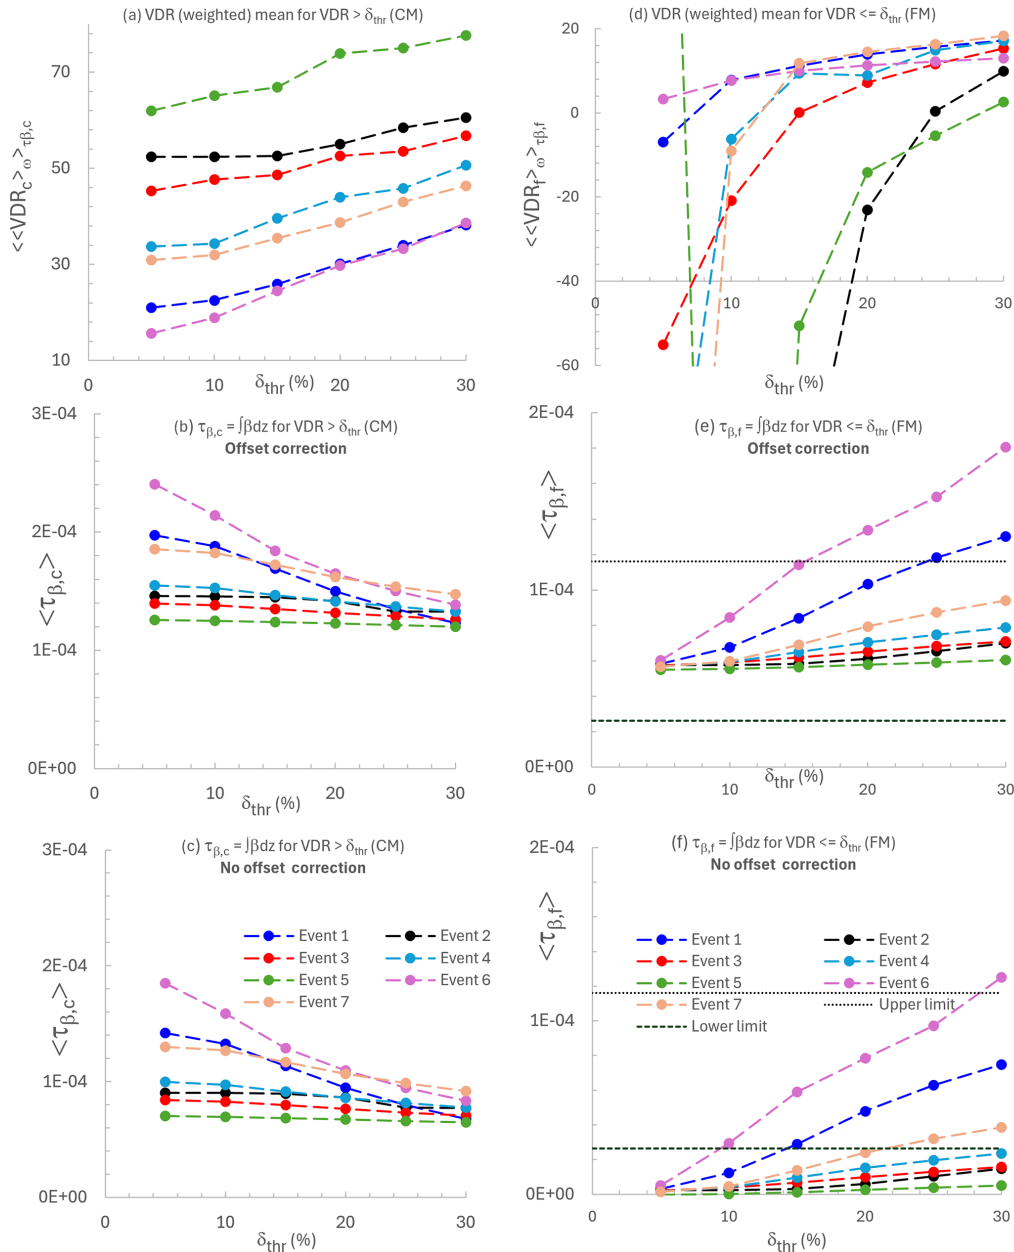 (a) VDR (weighted) mean for VDR > δthr (CM)
<<VDRc>ω>τβ,c
70
50
30
10
0 10 20 30
δthr (%)
(d) VDR (weighted) mean for VDR <= δthr (FM)
<<VDRf>ω>τβ,f
20
0
-20
-40
-60
0 10 20 30
δthr (%)
(b) τβ,c = ∫βdz for VDR > δthr (CM)
Offset correction
<τβ,c>
3E-04
2E-04
1E-04
0E+00
0 10 20 30
δthr (%)
(e) τβ,f = ∫βdz for VDR <= δthr (FM)
Offset correction
<τβ,f>
2E-04
1E-04
0E+00
0 10 20 30
δthr (%)
(c) τβ,c = ∫βdz for VDR > δthr (CM)
No offset correction
<τβ,c>
3E-04
2E-04
1E-04
0E+00
Event 1 Event 2
Event 3 Event 4
Event 5 Event 6
Event 7
0 10 20 30
δthr (%)
(f) τβ,f = ∫βdz for VDR <= δthr (FM)
No offset correction
<τβ,f>
2E-04
1E-04
0E+00
Event 1 Event 2
Event 3 Event 4
Event 5 Event 6
Event 7 Upper limit
Lower limit
0 10 20 30
δthr (%)